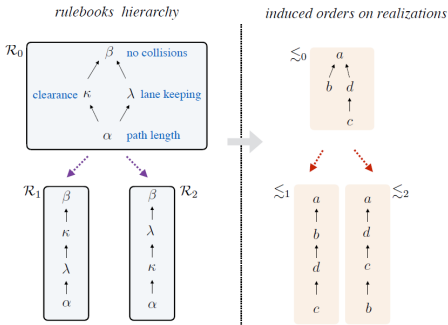 rulebooks hierarchy
induced orders on realizations
R₀
β no collisions
clearance κ λ lane keeping
α path length
≲₀
a
b d
c
R₁
β
κ
λ
α
R₂
β
λ
κ
α
≲₁
a
b
d
c
≲₂
a
d
c
b